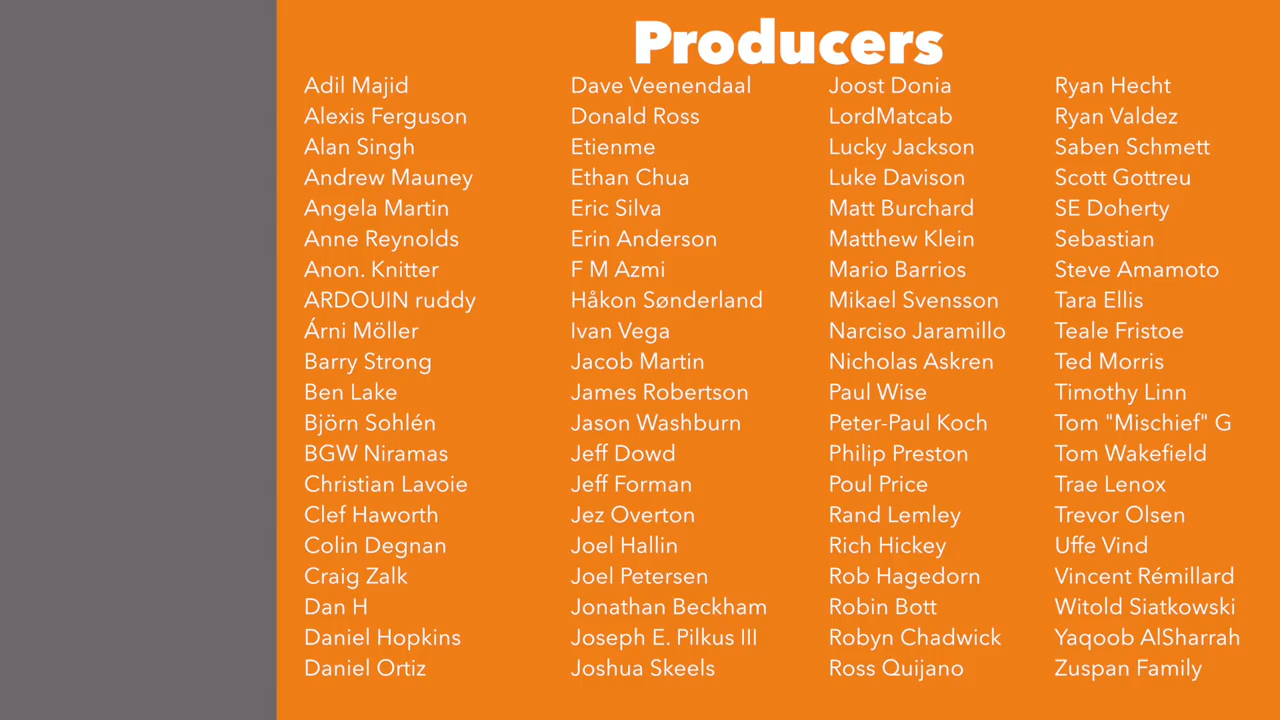 Producers
Adil Majid
Alexis Ferguson
Alan Singh
Andrew Mauney
Angela Martin
Anne Reynolds
Anon. Knitter
ARDOUIN ruddy
Árni Möller
Barry Strong
Ben Lake
Björn Sohlén
BGW Niramas
Christian Lavoie
Clef Haworth
Colin Degnan
Craig Zalk
Dan H
Daniel Hopkins
Daniel Ortiz
Dave Veenendaal
Donald Ross
Etienme
Ethan Chua
Eric Silva
Erin Anderson
F M Azmi
Håkon Sønderland
Ivan Vega
Jacob Martin
James Robertson
Jason Washburn
Jeff Dowd
Jeff Forman
Jez Overton
Joel Hallin
Joel Petersen
Jonathan Beckham
Joseph E. Pilkus III
Joshua Skeels
Joost Donia
LordMatcab
Lucky Jackson
Luke Davison
Matt Burchard
Matthew Klein
Mario Barrios
Mikael Svensson
Narciso Jaramillo
Nicholas Askren
Paul Wise
Peter-Paul Koch
Philip Preston
Poul Price
Rand Lemley
Rich Hickey
Rob Hagedorn
Robin Bott
Robyn Chadwick
Ross Quijano
Ryan Hecht
Ryan Valdez
Saben Schmett
Scott Gottreu
SE Doherty
Sebastian
Steve Amamoto
Tara Ellis
Teale Fristoe
Ted Morris
Timothy Linn
Tom "Mischief" G
Tom Wakefield
Trae Lenox
Trevor Olsen
Uffe Vind
Vincent Rémillard
Witold Siatkowski
Yaqoob AlSharrah
Zuspan Family